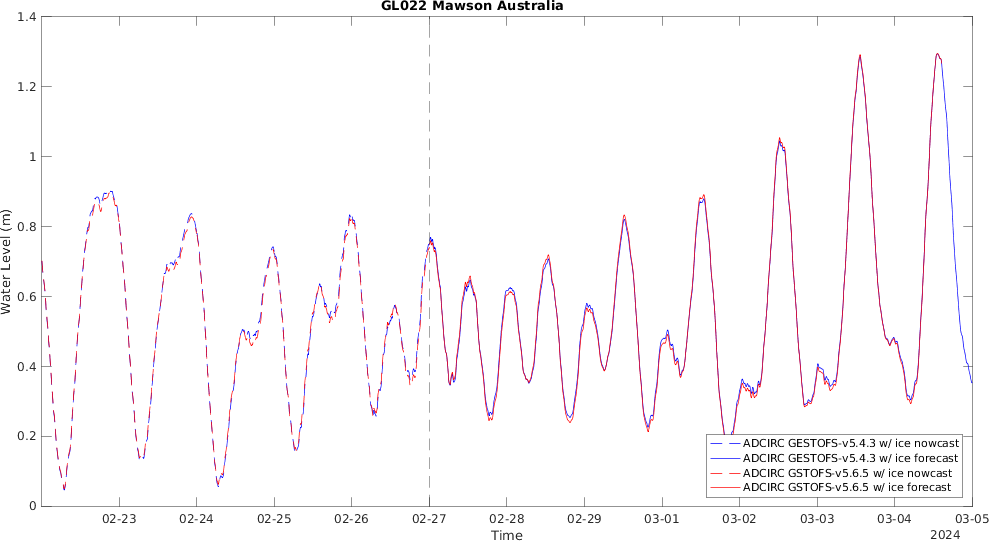 GL022 Mawson Australia
1.4
1.2
1
0.8
0.6
0.4
0.2
0
Water Level (m)
ADCIRC GESTOFS-v5.4.3 w/ ice nowcast
ADCIRC GESTOFS-v5.4.3 w/ ice forecast
ADCIRC GSTOFS-v5.6.5 w/ ice nowcast
ADCIRC GSTOFS-v5.6.5 w/ ice forecast
02-23 02-24 02-25 02-26 02-27 02-28 02-29 03-01 03-02 03-03 03-04 03-05
Time
2024